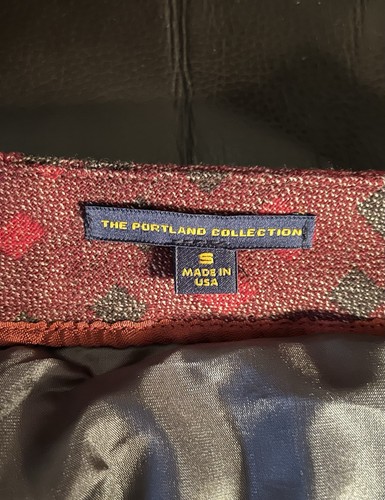 THE PORTLAND COLLECTION
S
MADE IN
USA